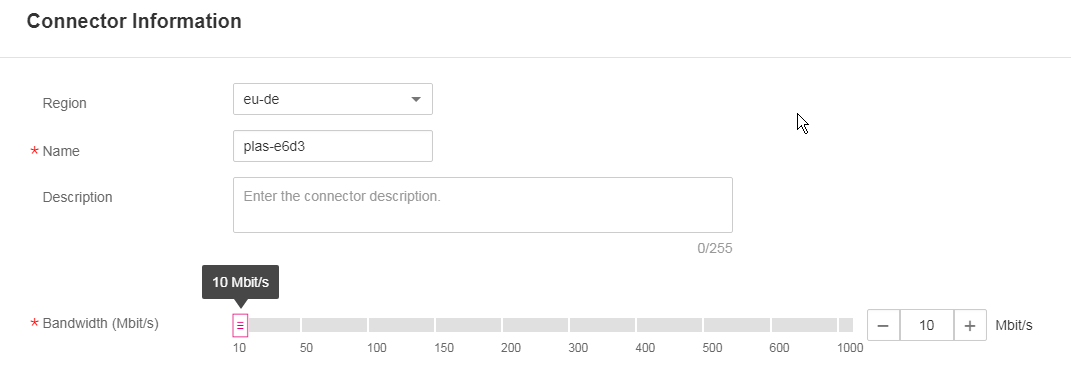 Connector Information
Region
eu-de
* Name
plas-e6d3
Description
Enter the connector description.
0/255
10 Mbit/s
* Bandwidth (Mbit/s)
− 10 + Mbit/s
10 50 100 150 200 300 400 500 600 1000